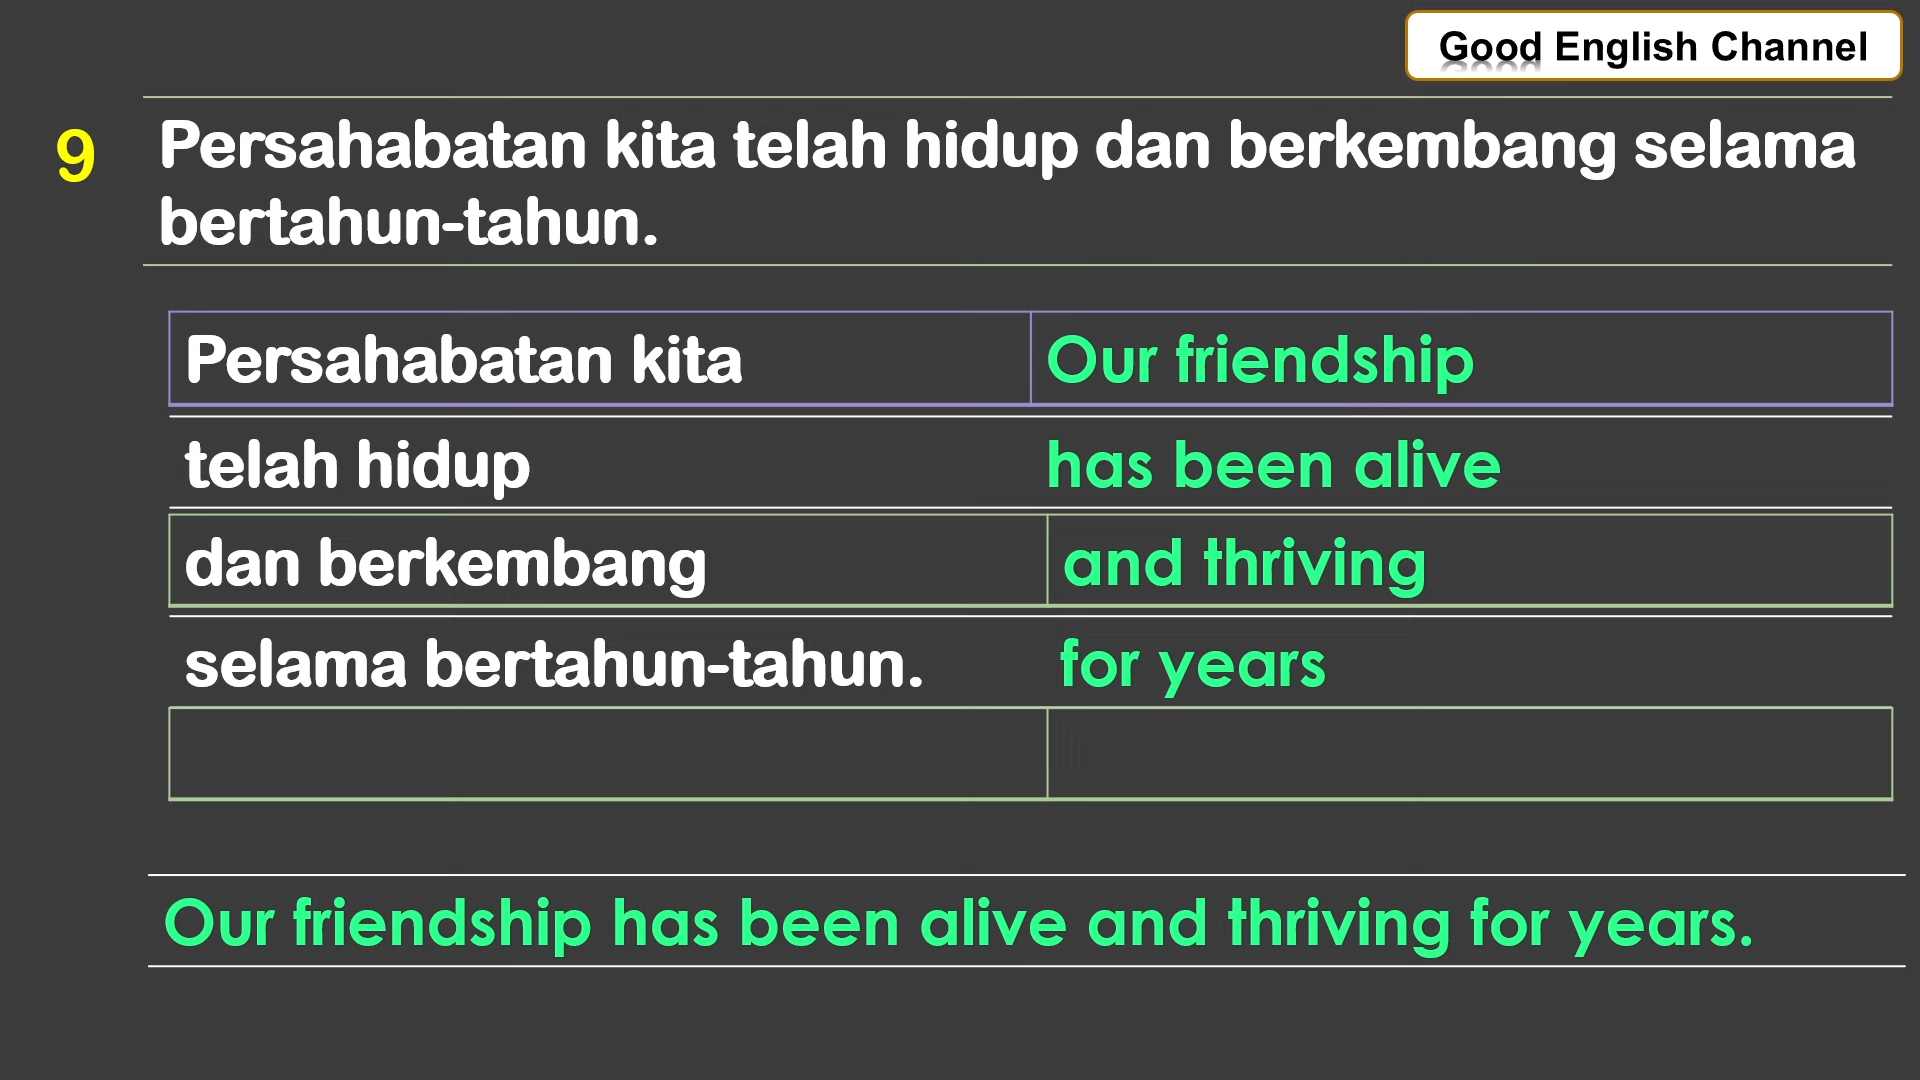 Good English Channel
9
Persahabatan kita telah hidup dan berkembang selama
bertahun-tahun.
Persahabatan kita
Our friendship
telah hidup
has been alive
dan berkembang
and thriving
selama bertahun-tahun.
for years
Our friendship has been alive and thriving for years.